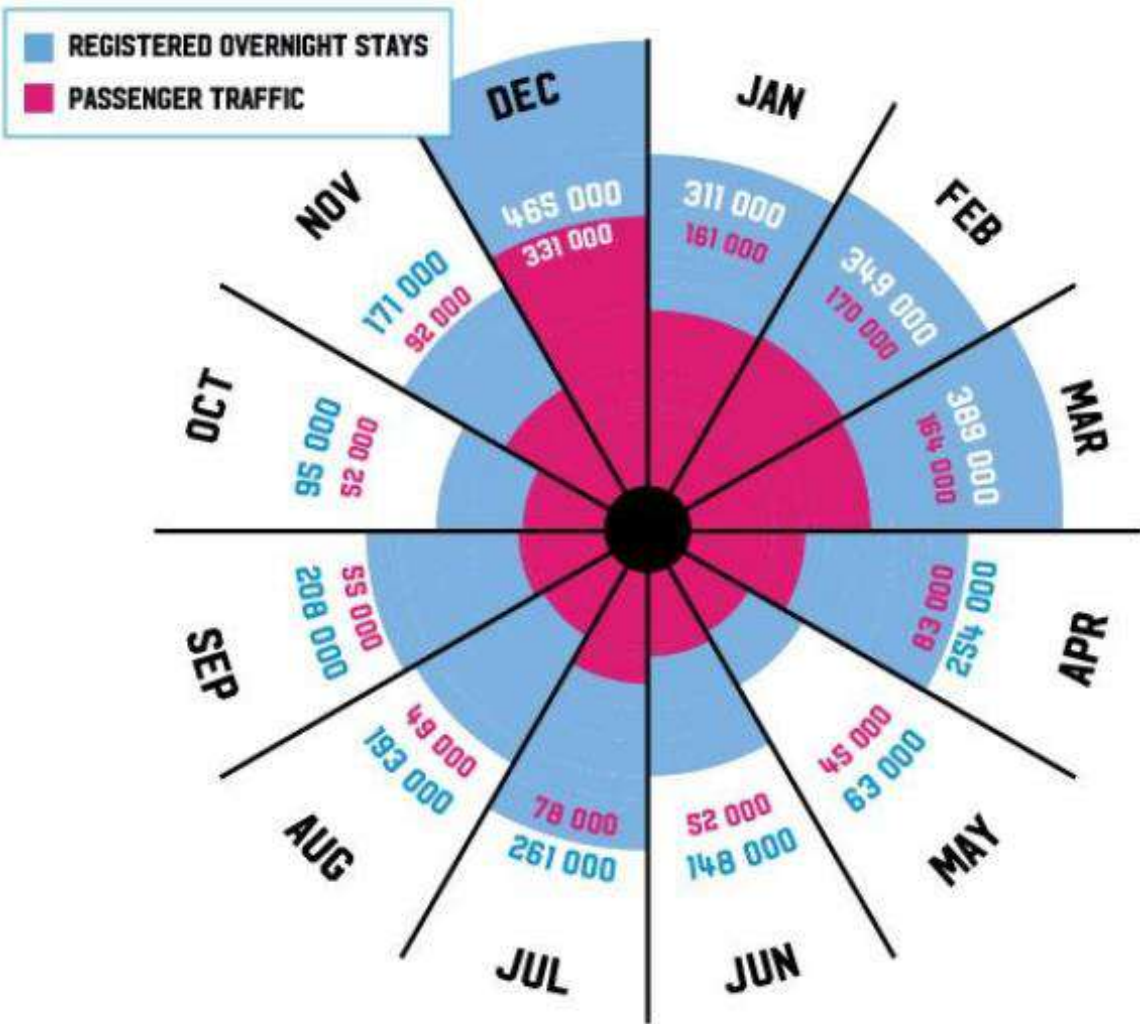 REGISTERED OVERNIGHT STAYS
PASSENGER TRAFFIC
JAN
311 000
161 000
FEB
349 000
170 000
MAR
389 000
164 000
APR
83 000
254 000
MAY
45 000
63 000
JUN
52 000
148 000
JUL
78 000
261 000
AUG
49 000
193 000
SEP
55 000
208 000
OCT
95 000
52 000
NOV
171 000
92 000
DEC
465 000
331 000